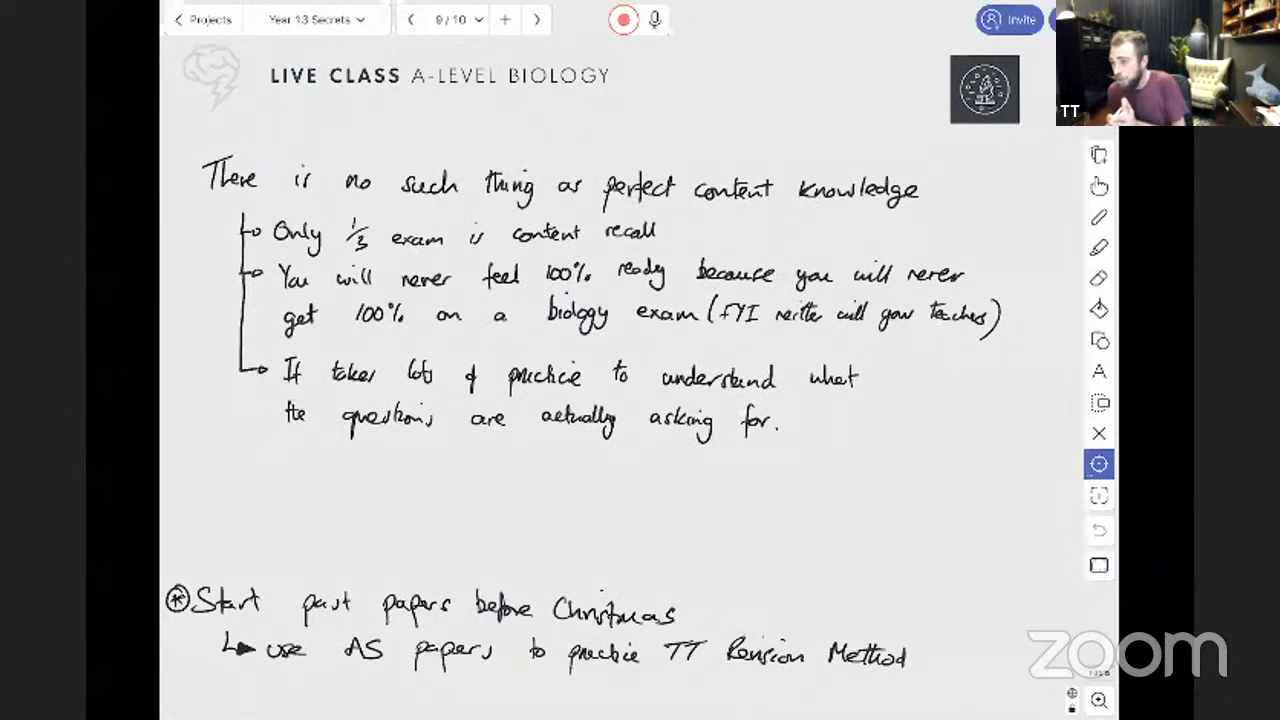 Projects
Year 13 Secrets
9 / 10
Invite
LIVE CLASS A-LEVEL BIOLOGY
TT
There is no such thing as perfect content knowledge
Only 1/3 exam is content recall
You will never feel 100% ready because you will never
get 100% on a biology exam (FYI neither will your teachers)
It takes lots of practice to understand what
the questions are actually asking for.
* Start past papers before Christmas
use AS papers to practice TT Revision Method
zoom